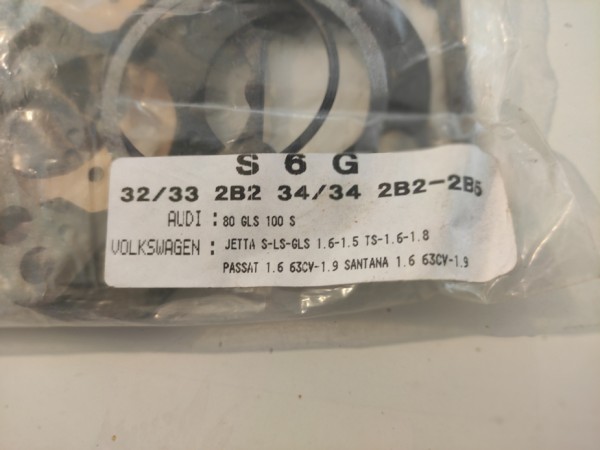 S 6 G
32/33 2B2 34/34 2B2-2B5
AUDI : 80 GLS 100 S
VOLKSWAGEN : JETTA S-LS-GLS 1.6-1.5 TS-1.6-1.8
PASSAT 1.6 63CV-1.9 SANTANA 1.6 63CV-1.9